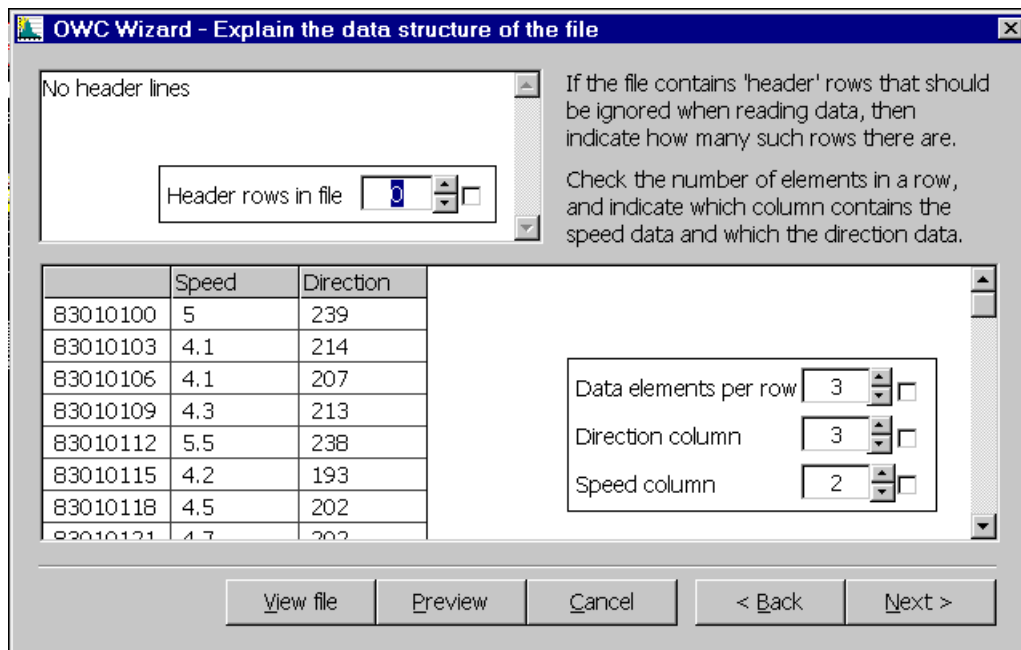 OWC Wizard - Explain the data structure of the file
No header lines
Header rows in file 0
If the file contains 'header' rows that should
be ignored when reading data, then
indicate how many such rows there are.
Check the number of elements in a row,
and indicate which column contains the
speed data and which the direction data.
Speed Direction
83010100 5 239
83010103 4.1 214
83010106 4.1 207
83010109 4.3 213
83010112 5.5 238
83010115 4.2 193
83010118 4.5 202
83010121 4.7 202
Data elements per row 3
Direction column 3
Speed column 2
View file Preview Cancel < Back Next >